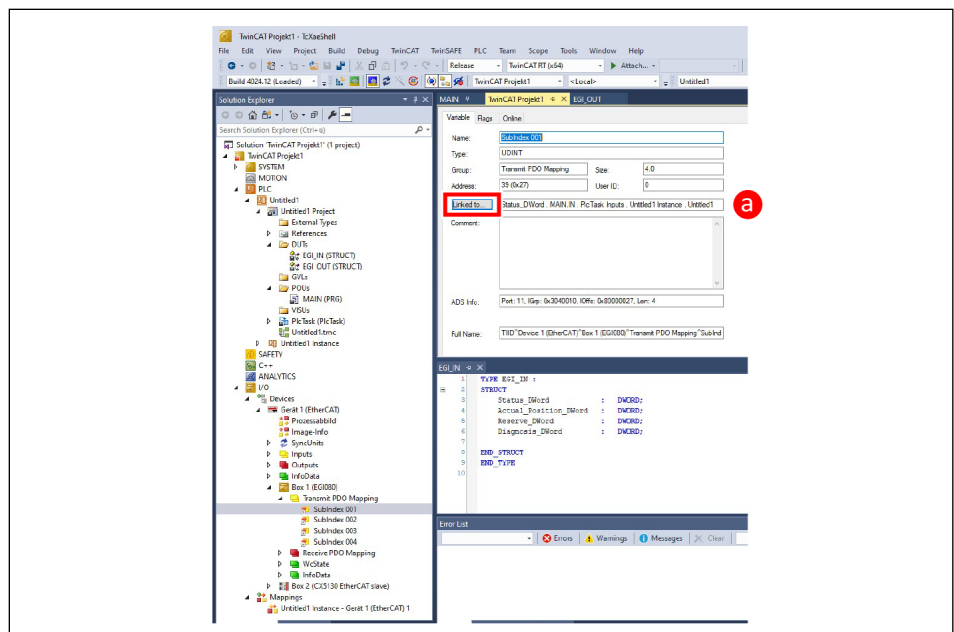 TwinCAT Projekt1 - TcXaeShell
File Edit View Project Build Debug TwinCAT TwinSAFE PLC Team Scope Tools Window Help
Release TwinCAT RT (x64) Attach...
Build 4024.12 (Loaded) TwinCAT Projekt1 <Local> Untitled1
Solution Explorer
Search Solution Explorer (Ctrl+ü)
Solution 'TwinCAT Projekt1' (1 project)
TwinCAT Projekt1
SYSTEM
MOTION
PLC
Untitled1
Untitled1 Project
External Types
References
DUTs
EGI_IN (STRUCT)
EGI_OUT (STRUCT)
GVLs
POUs
MAIN (PRG)
VISUs
PlcTask (PlcTask)
Untitled1.tmc
Untitled1 Instance
SAFETY
C++
ANALYTICS
I/O
Devices
Gerät 1 (EtherCAT)
Prozessabbild
Image-Info
SyncUnits
Inputs
Outputs
InfoData
Box 1 (EGI080)
Transmit PDO Mapping
SubIndex 001
SubIndex 002
SubIndex 003
SubIndex 004
Receive PDO Mapping
WcState
InfoData
Box 2 (CX5130 EtherCAT slave)
Mappings
Untitled1 Instance - Gerät 1 (EtherCAT) 1
MAIN TwinCAT Projekt1 EGI_OUT
Variable Flags Online
Name: SubIndex 001
Type: UDINT
Group: Transmit PDO Mapping Size: 4.0
Address: 39 (0x27) User ID: 0
Linked to... Status_DWord . MAIN.IN . PlcTask Inputs . Untitled1 Instance . Untitled1
a
Comment:
ADS Info: Port: 11, IGrp: 0x3040010, IOffs: 0x80000027, Len: 4
Full Name: TIID^Device 1 (EtherCAT)^Box 1 (EGI080)^Transmit PDO Mapping^SubInd
EGI_IN
1 TYPE EGI_IN :
2 STRUCT
3 Status_DWord : DWORD;
4 Actual_Position_DWord : DWORD;
5 Reserve_DWord : DWORD;
6 Diagnosis_DWord : DWORD;
7
8 END_STRUCT
9 END_TYPE
10
Error List
Errors Warnings Messages Clear